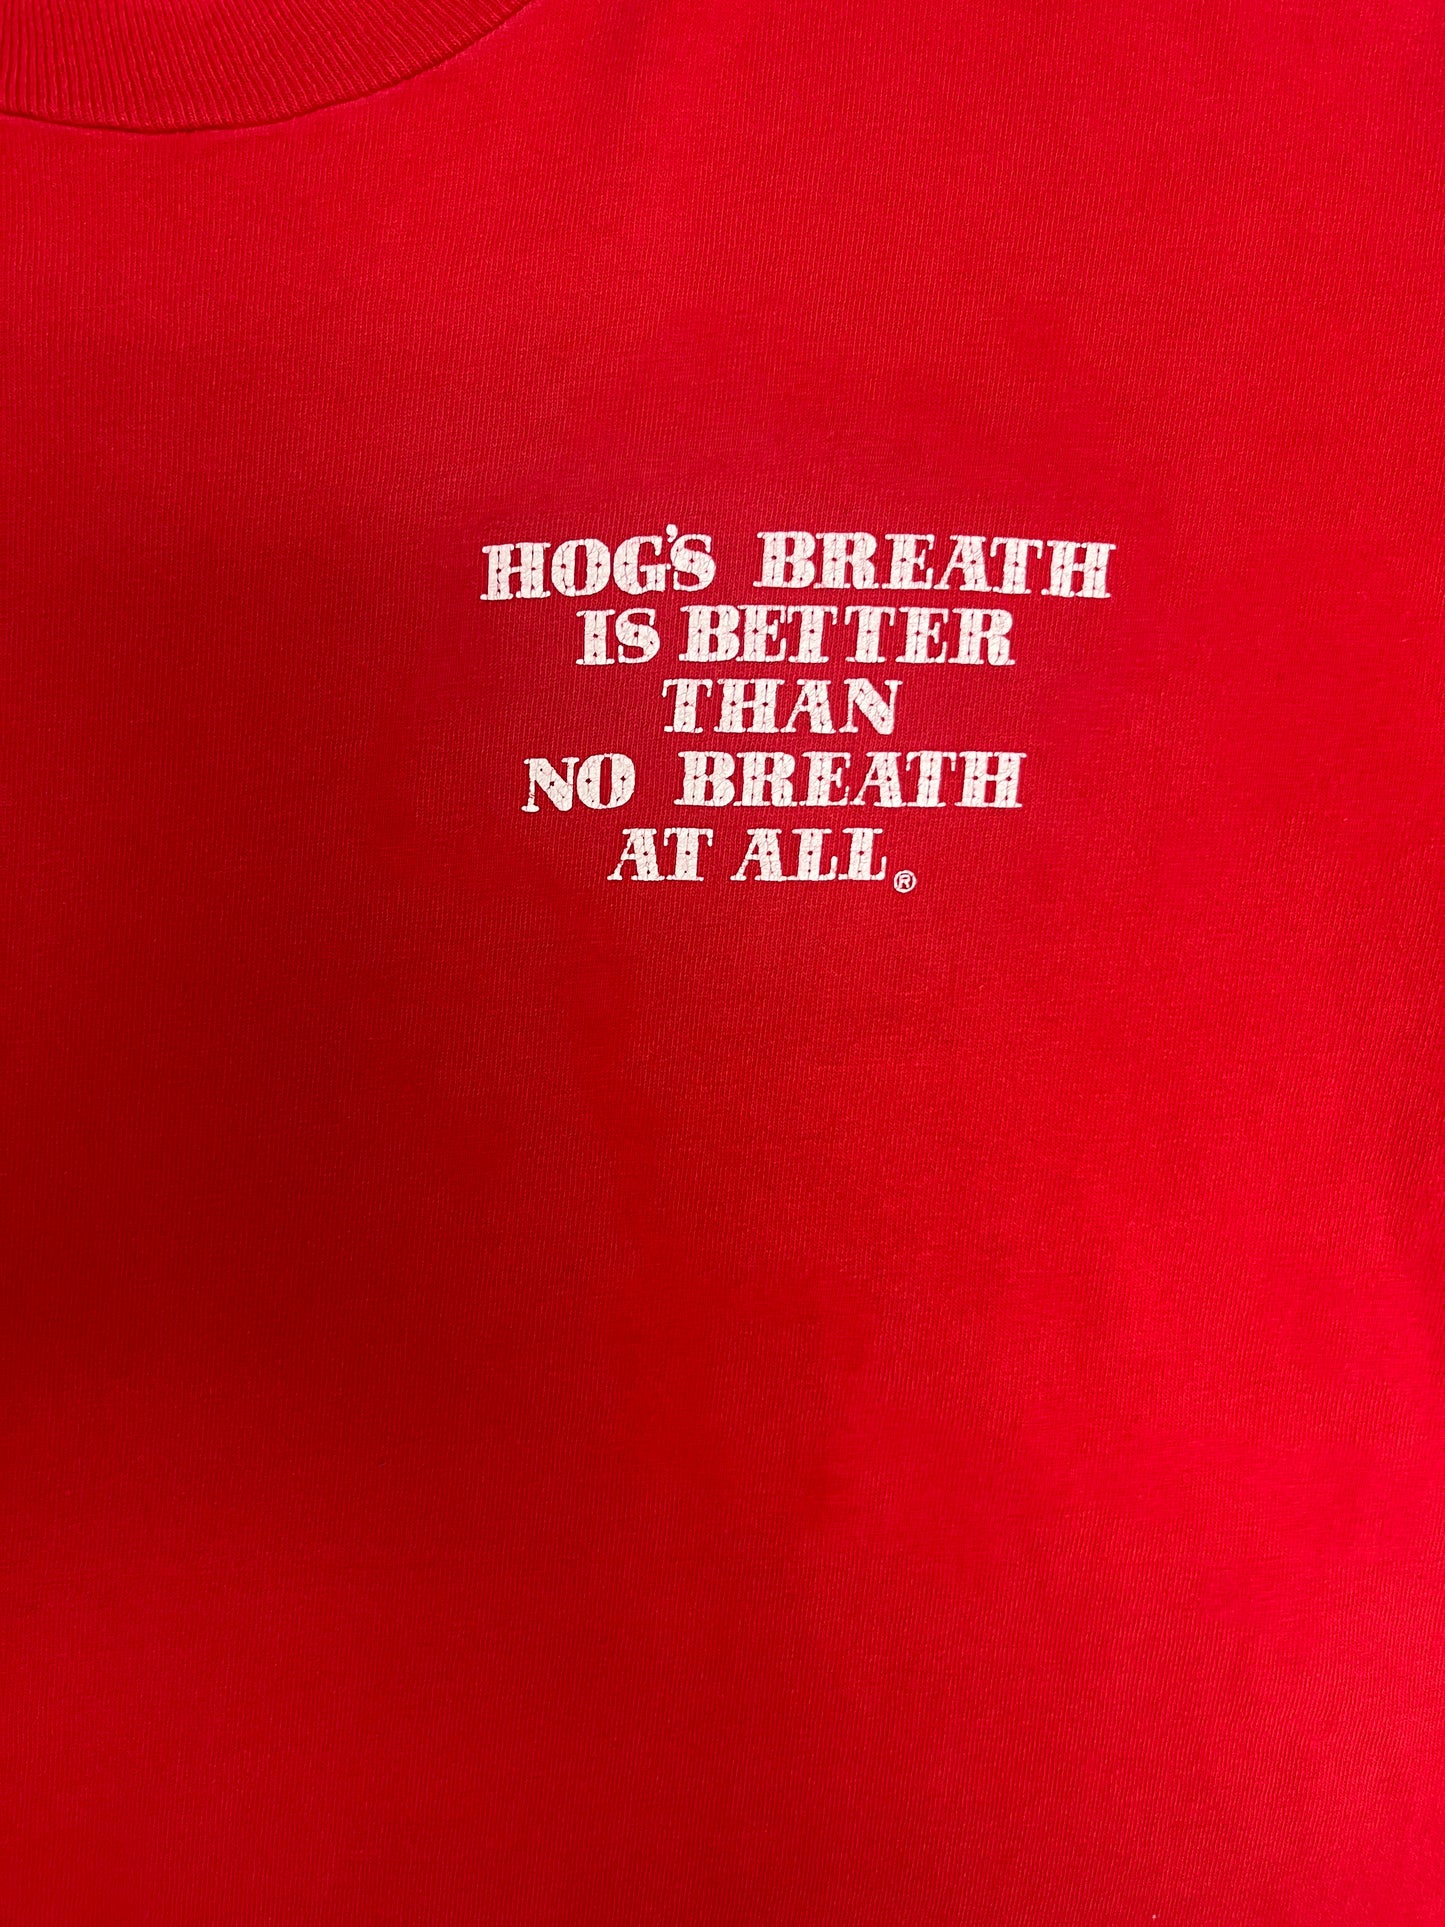 HOG'S BREATH
IS BETTER
THAN
NO BREATH
AT ALL®